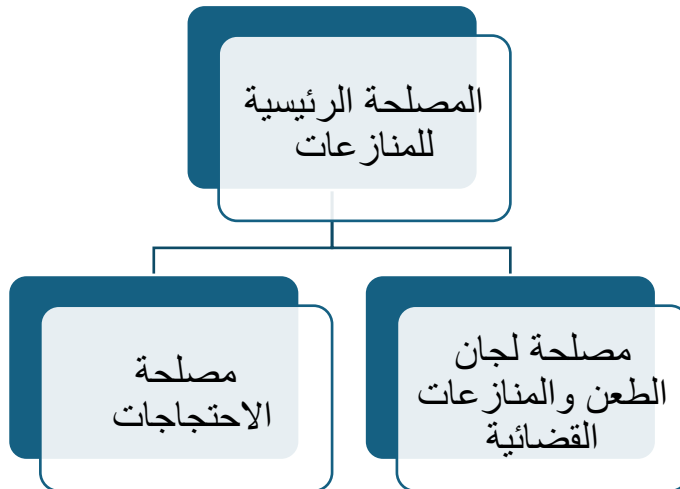 المصلحة الرئيسية
للمنازعات
مصلحة لجان
الطعن والمنازعات
القضائية
مصلحة
الاحتجاجات